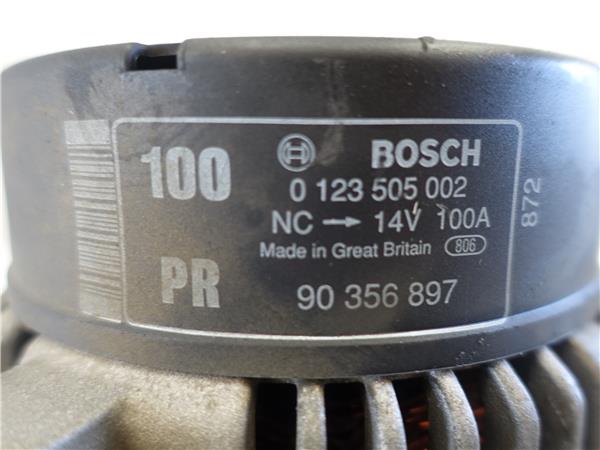 100
BOSCH
0 123 505 002
NC → 14V 100A
Made in Great Britain 806
PR
90 356 897
872